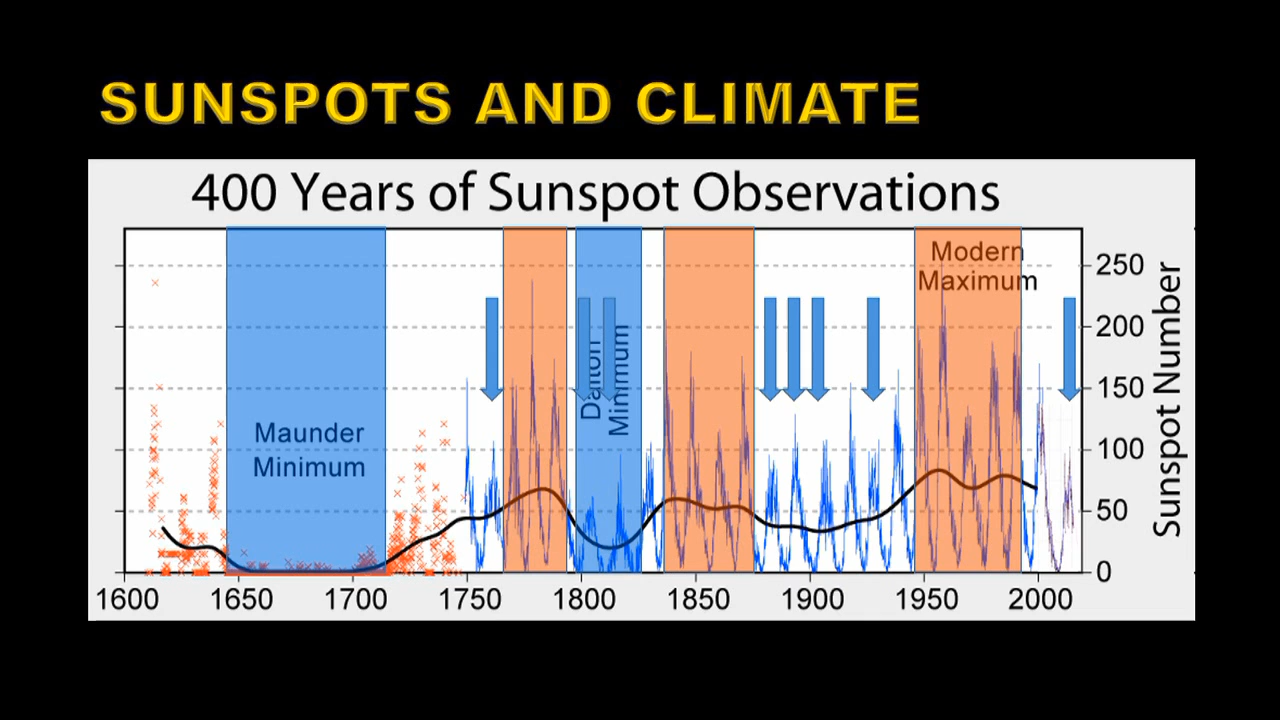 SUNSPOTS AND CLIMATE
400 Years of Sunspot Observations
Modern
Maximum
Maunder
Minimum
Dalton
Minimum
250
200
150
100
50
0
Sunspot Number
1600 1650 1700 1750 1800 1850 1900 1950 2000